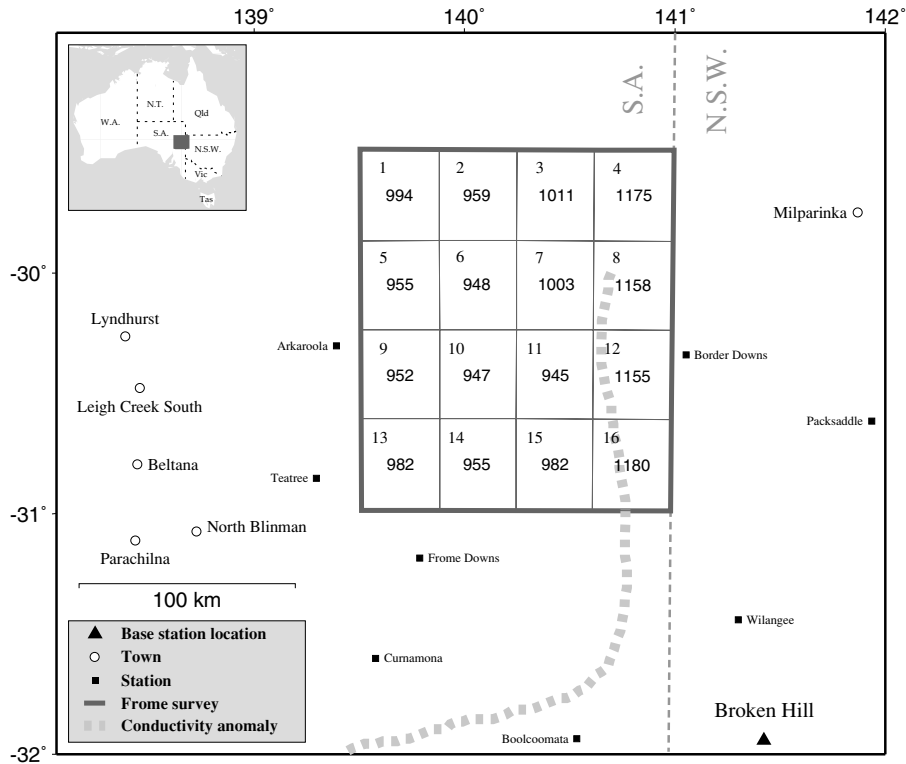 139° 140° 141° 142°
W.A.
N.T.
Qld
S.A.
N.S.W.
Vic
Tas
S.A.
N.S.W.
1 2 3 4
994 959 1011 1175
Milparinka
-30°
5 6 7 8
955 948 1003 1158
Lyndhurst
Arkaroola
9 10 11 12
952 947 945 1155
Border Downs
Leigh Creek South
Packsaddle
13 14 15 16
982 955 982 1180
Beltana
Teatree
-31°
North Blinman
Parachilna
Frome Downs
100 km
Wilangee
Base station location
Town
Station
Frome survey
Conductivity anomaly
Curnamona
Broken Hill
Boolcoomata
-32°